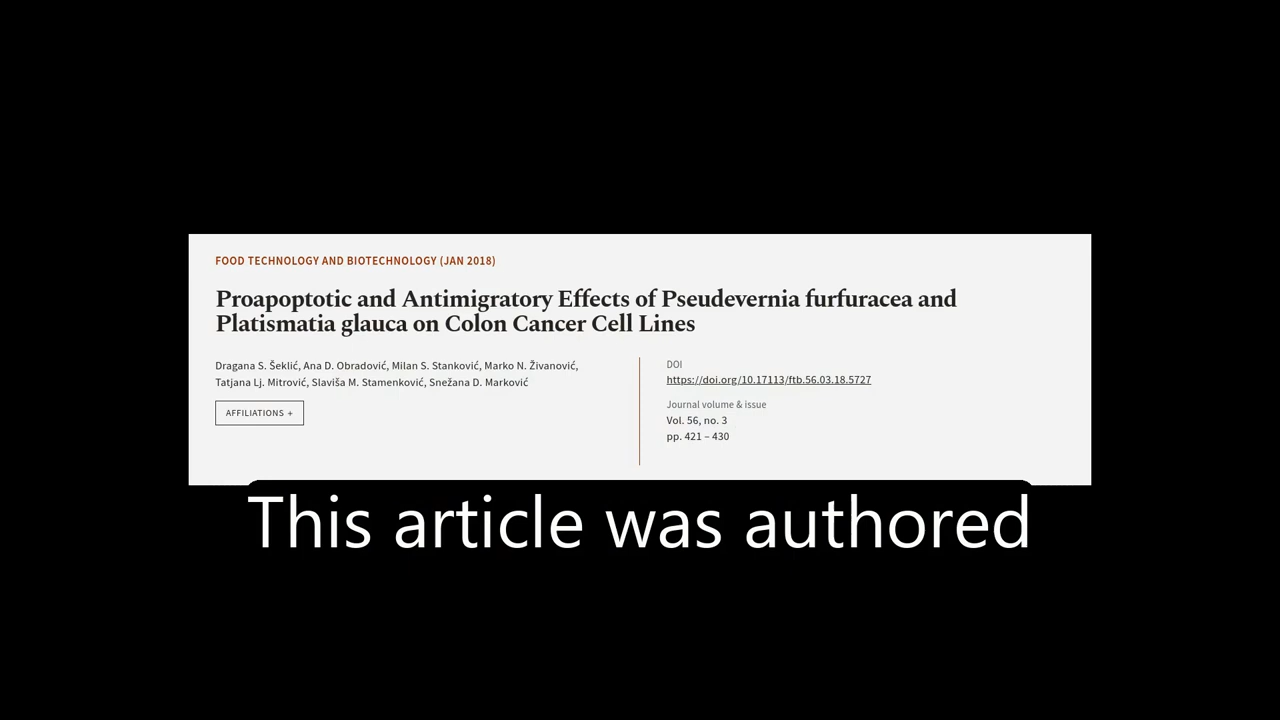 FOOD TECHNOLOGY AND BIOTECHNOLOGY (JAN 2018)
Proapoptotic and Antimigratory Effects of Pseudevernia furfuracea and
Platismatia glauca on Colon Cancer Cell Lines
Dragana S. Šeklić, Ana D. Obradović, Milan S. Stanković, Marko N. Živanović,
Tatjana Lj. Mitrović, Slaviša M. Stamenković, Snežana D. Marković
AFFILIATIONS +
DOI
https://doi.org/10.17113/ftb.56.03.18.5727
Journal volume & issue
Vol. 56, no. 3
pp. 421 – 430
This article was authored